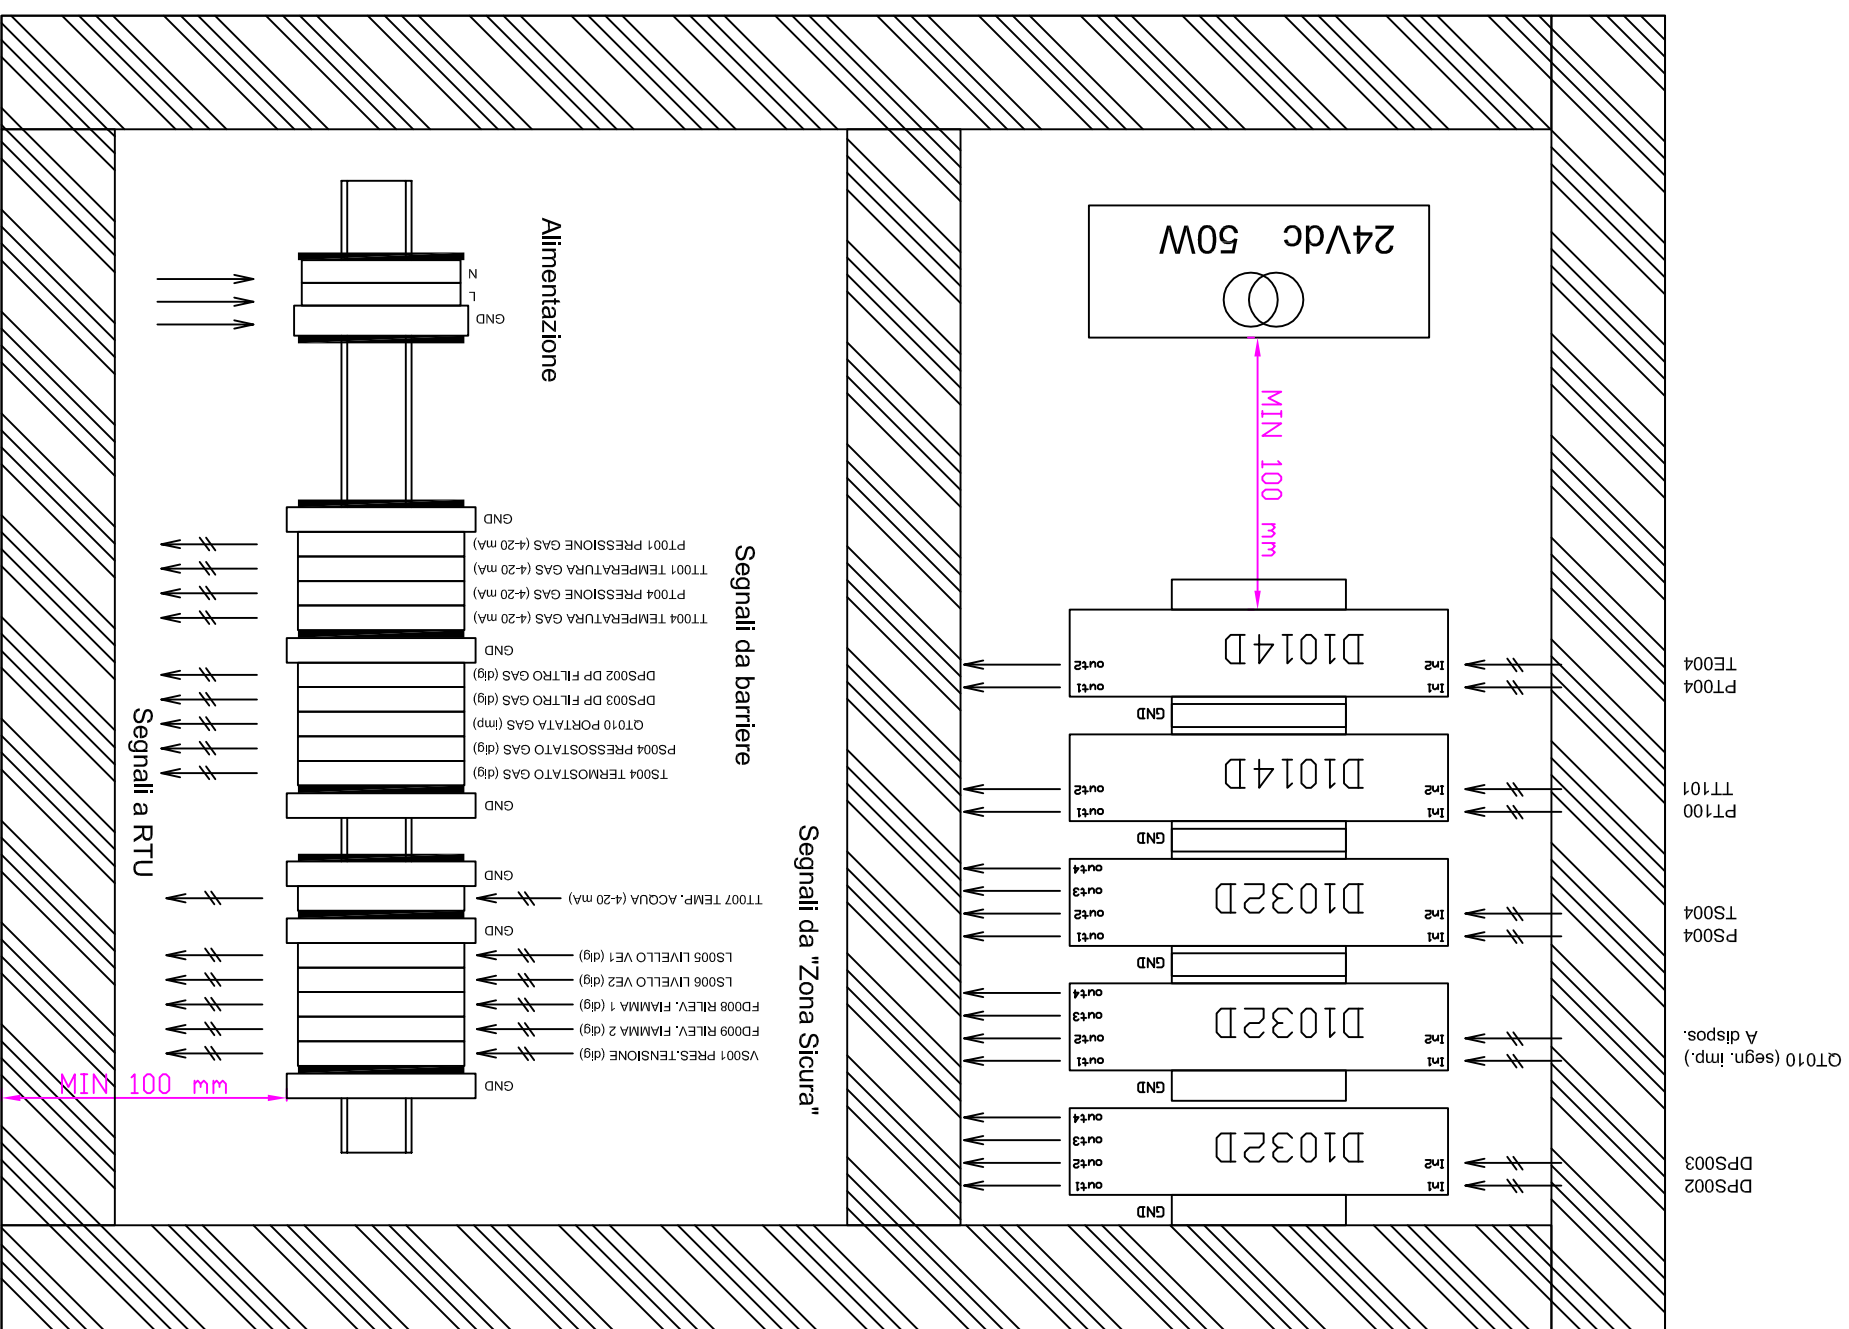 Alimentazione
N
L
GND
GND
PT001 PRESSIONE GAS (4-20 mA)
TT001 TEMPERATURA GAS (4-20 mA)
PT004 PRESSIONE GAS (4-20 mA)
TT004 TEMPERATURA GAS (4-20 mA)
GND
DPS002 DP FILTRO GAS (dig)
DPS003 DP FILTRO GAS (dig)
QT010 PORTATA GAS (imp)
PS004 PRESSOSTATO GAS (dig)
TS004 TERMOSTATO GAS (dig)
GND
Segnali da barriere
Segnali a RTU
GND
TT007 TEMP. ACQUA (4-20 mA)
GND
LS005 LIVELLO VE1 (dig)
LS006 LIVELLO VE2 (dig)
FD008 RILEV. FIAMMA 1 (dig)
FD009 RILEV. FIAMMA 2 (dig)
VS001 PRES.TENSIONE (dig)
GND
Segnali da "Zona Sicura"
MIN 100 mm
24Vdc 50W
MIN 100 mm
D1014D
out2
out1
In2
In1
TE004
PT004
GND
D1014D
out2
out1
In2
In1
TT101
PT100
GND
D1032D
out4
out3
out2
out1
In2
In1
TS004
PS004
GND
D1032D
out4
out3
out2
out1
In2
In1
A dispos.
QT010 (segn. imp.)
GND
D1032D
out4
out3
out2
out1
In2
In1
DPS003
DPS002
GND